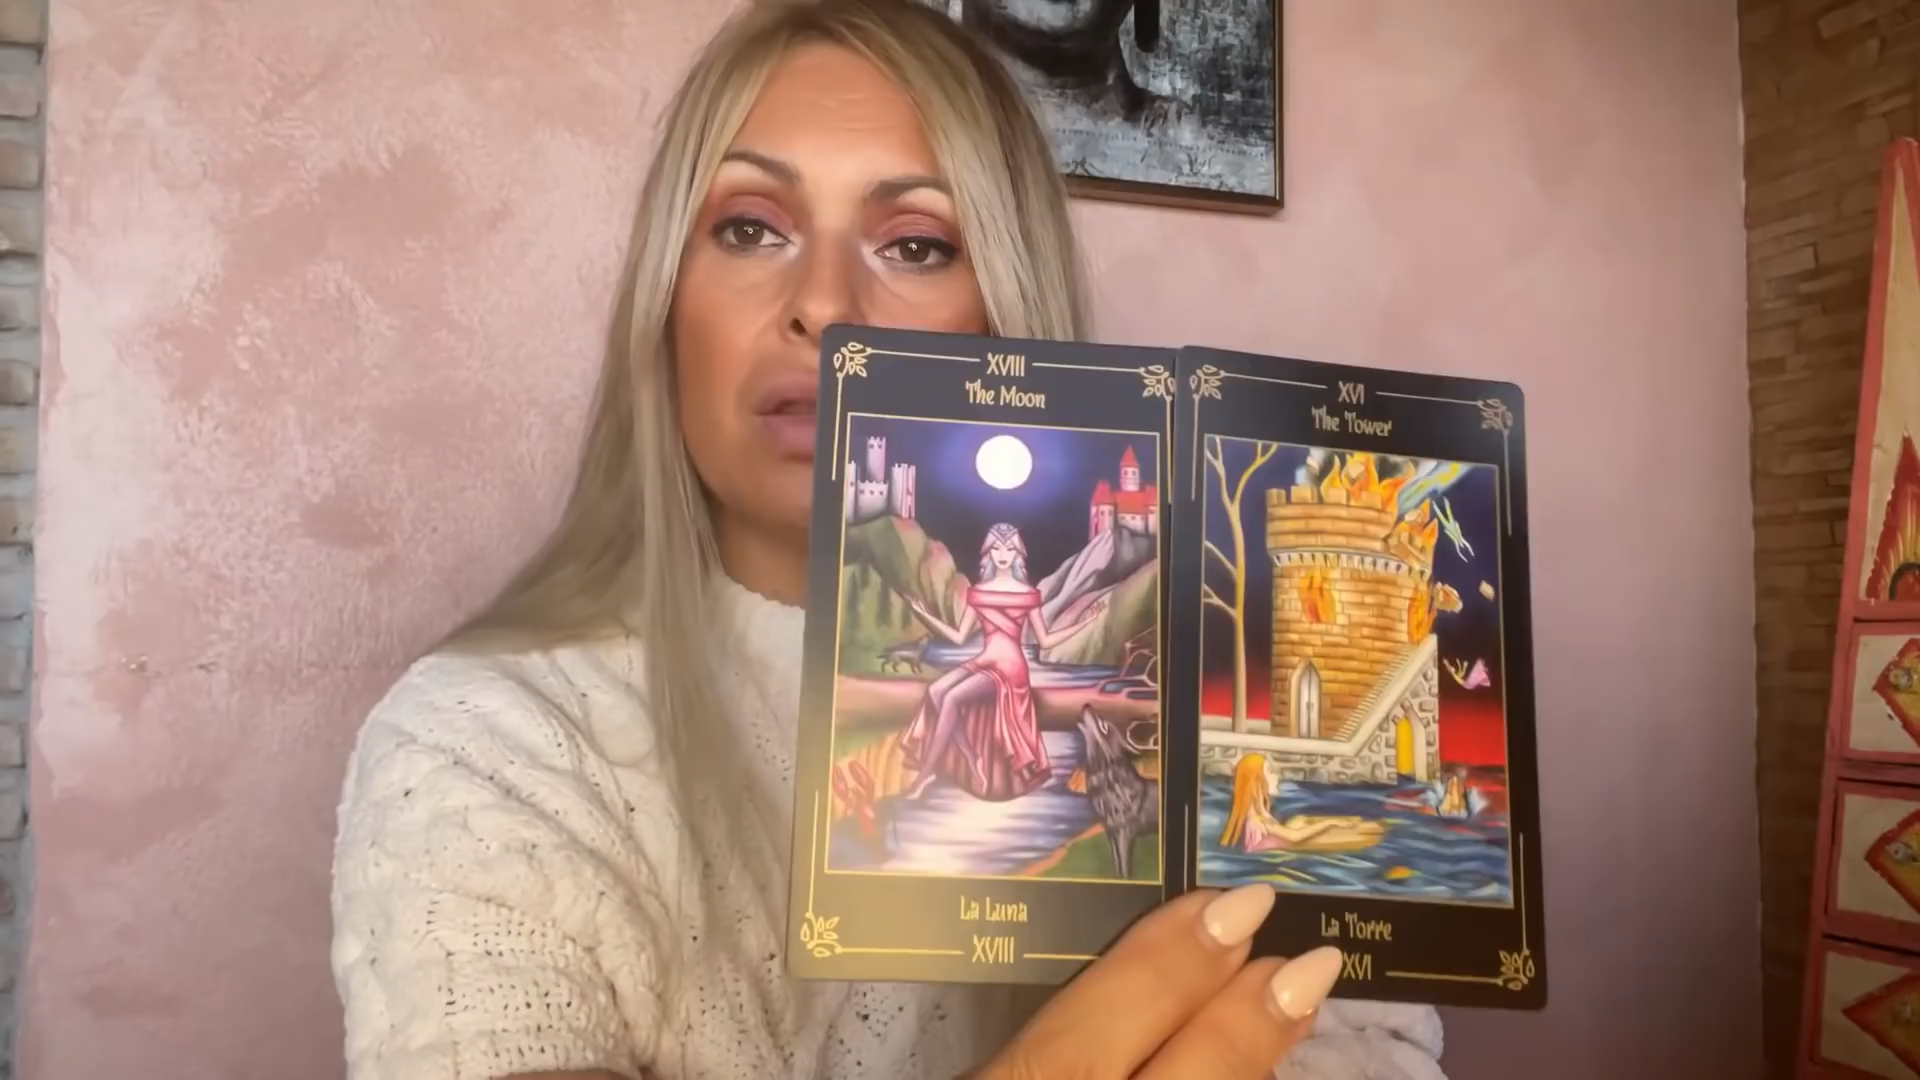 XVIII
The Moon
La Luna
XVIII
XVI
The Tower
La Torre
XVI